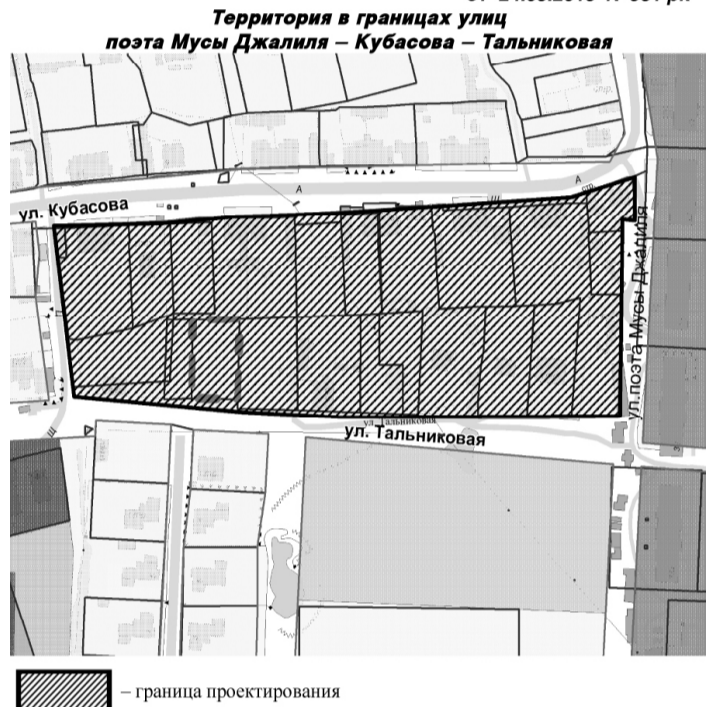 Территория в границах улиц
поэта Мусы Джалиля – Кубасова – Тальниковая
А
А
ул. Кубасова
ул.поэта Мусы Джалиля
ул. Тальниковая
ул. Тальниковая
– граница проектирования